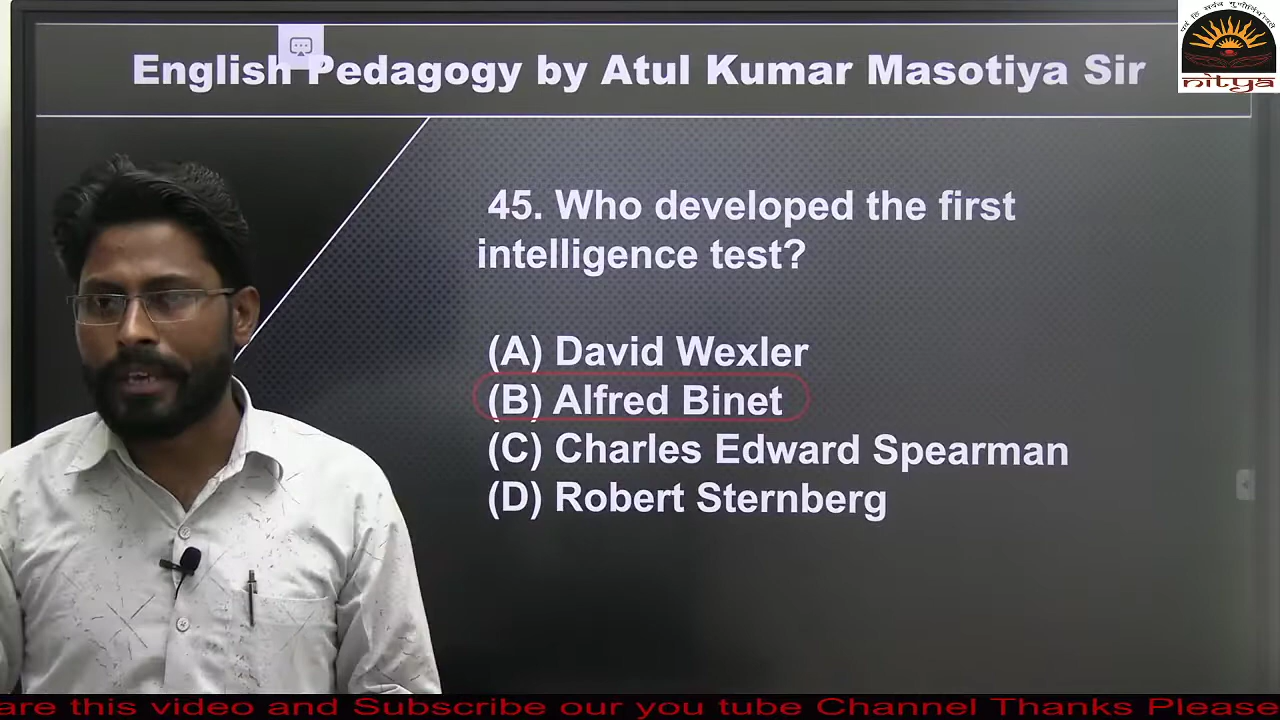 English Pedagogy by Atul Kumar Masotiya Sir
nitya
45. Who developed the first
intelligence test?
(A) David Wexler
(B) Alfred Binet
(C) Charles Edward Spearman
(D) Robert Sternberg
are this video and Subscribe our you tube Channel Thanks Please